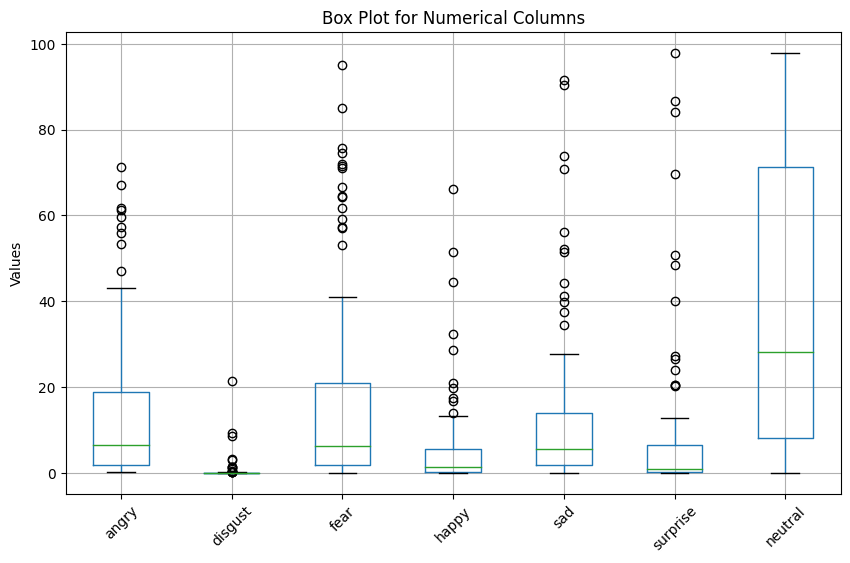 Box Plot for Numerical Columns
Values
100
80
60
40
20
0
angry
disgust
fear
happy
sad
surprise
neutral